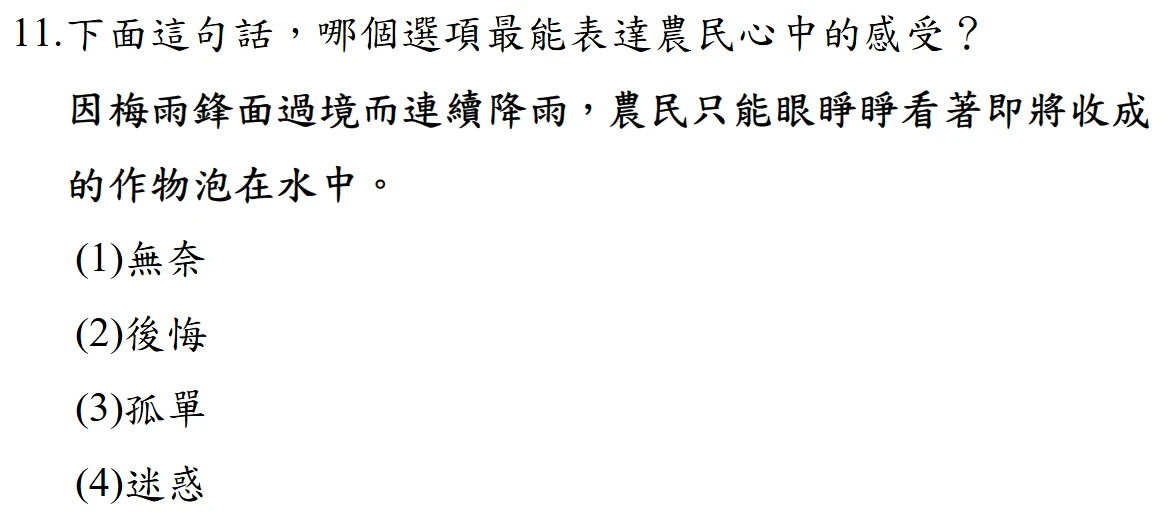 11.下面這句話，哪個選項最能表達農民心中的感受？
因梅雨鋒面過境而連續降雨，農民只能眼睜睜看著即將收成
的作物泡在水中。
(1)無奈
(2)後悔
(3)孤單
(4)迷惑